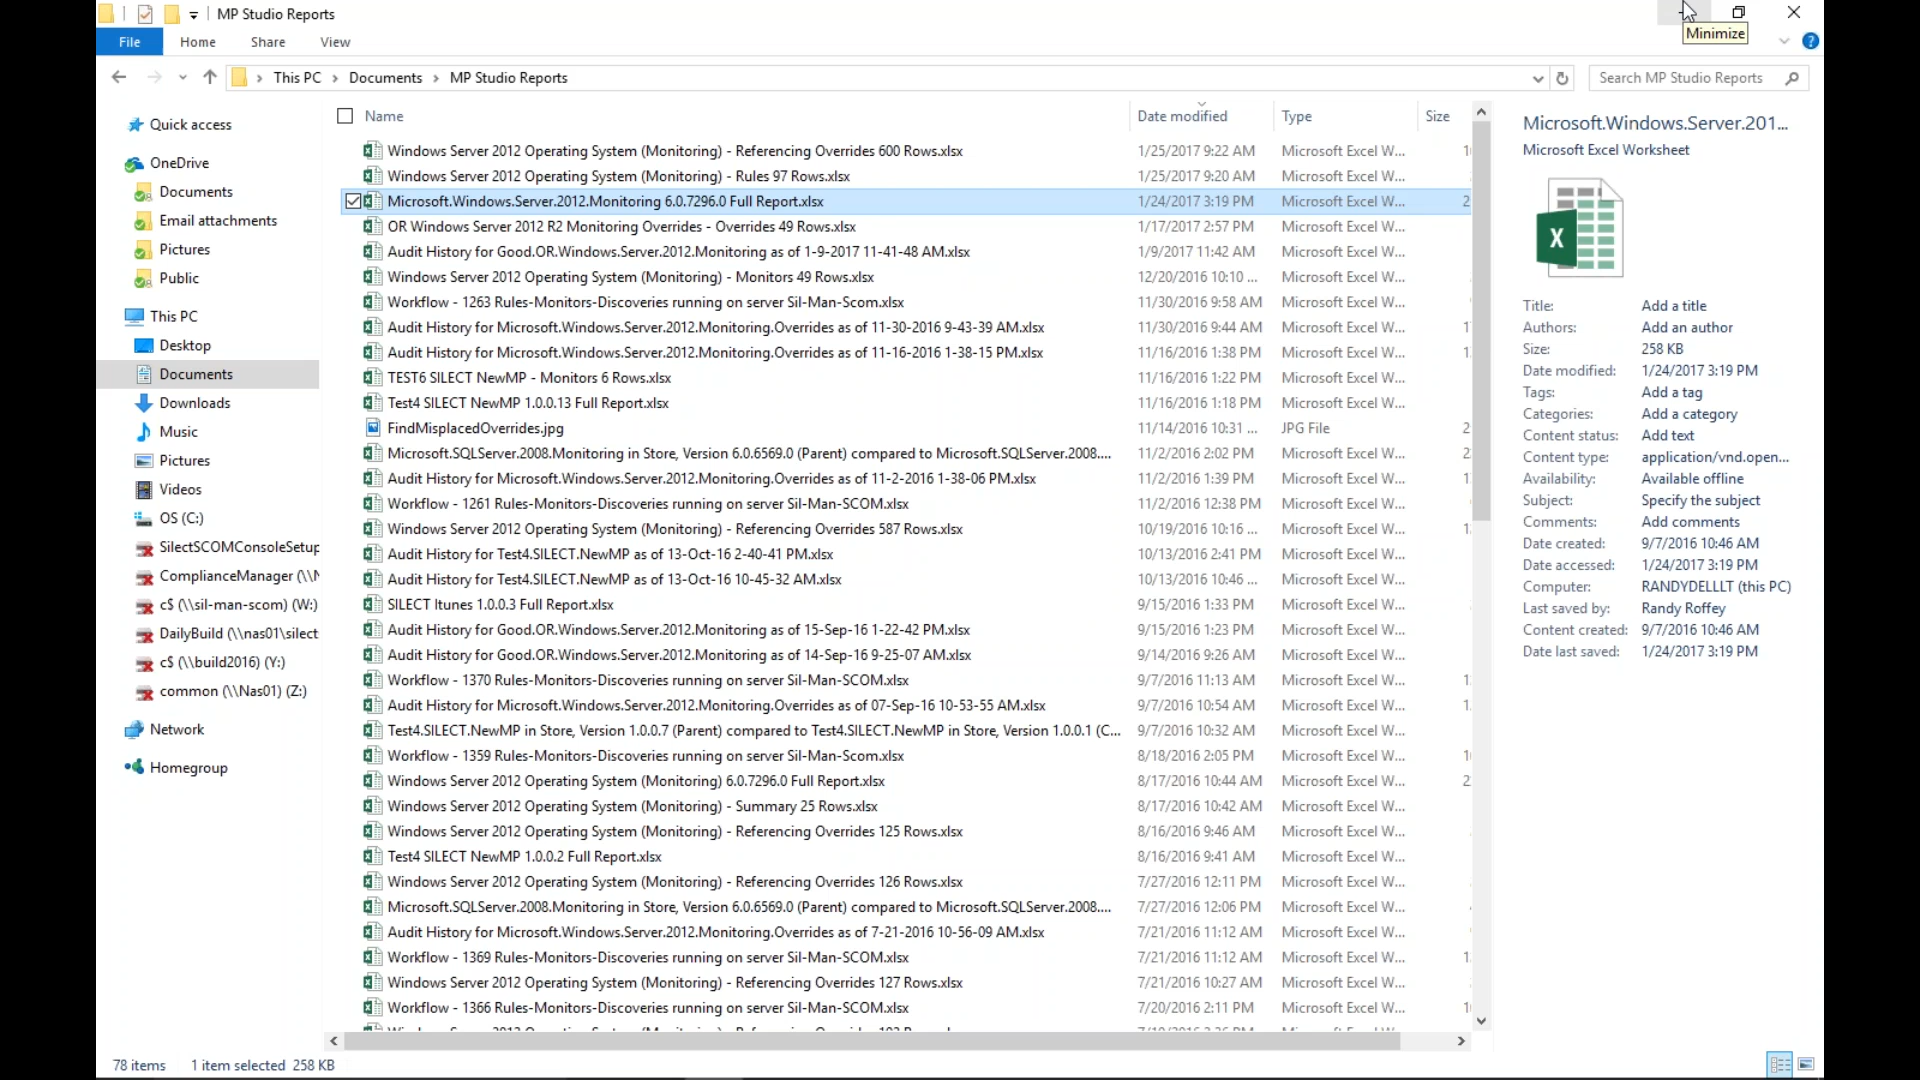 MP Studio Reports
Minimize
File Home Share View
This PC > Documents > MP Studio Reports
Search MP Studio Reports
Quick access
OneDrive
Documents
Email attachments
Pictures
Public
This PC
Desktop
Documents
Downloads
Music
Pictures
Videos
OS (C:)
SilectSCOMConsoleSetup
ComplianceManager (\\N
c$ (\\sil-man-scom) (W:)
DailyBuild (\\nas01\silect
c$ (\\build2016) (Y:)
common (\\Nas01) (Z:)
Network
Homegroup
Name Date modified Type Size
Windows Server 2012 Operating System (Monitoring) - Referencing Overrides 600 Rows.xlsx 1/25/2017 9:22 AM Microsoft Excel W...
Windows Server 2012 Operating System (Monitoring) - Rules 97 Rows.xlsx 1/25/2017 9:20 AM Microsoft Excel W...
Microsoft.Windows.Server.2012.Monitoring 6.0.7296.0 Full Report.xlsx 1/24/2017 3:19 PM Microsoft Excel W... 2
OR Windows Server 2012 R2 Monitoring Overrides - Overrides 49 Rows.xlsx 1/17/2017 2:57 PM Microsoft Excel W...
Audit History for Good.OR.Windows.Server.2012.Monitoring as of 1-9-2017 11-41-48 AM.xlsx 1/9/2017 11:42 AM Microsoft Excel W...
Windows Server 2012 Operating System (Monitoring) - Monitors 49 Rows.xlsx 12/20/2016 10:10 ... Microsoft Excel W...
Workflow - 1263 Rules-Monitors-Discoveries running on server Sil-Man-Scom.xlsx 11/30/2016 9:58 AM Microsoft Excel W...
Audit History for Microsoft.Windows.Server.2012.Monitoring.Overrides as of 11-30-2016 9-43-39 AM.xlsx 11/30/2016 9:44 AM Microsoft Excel W...
Audit History for Microsoft.Windows.Server.2012.Monitoring.Overrides as of 11-16-2016 1-38-15 PM.xlsx 11/16/2016 1:38 PM Microsoft Excel W...
TEST6 SILECT NewMP - Monitors 6 Rows.xlsx 11/16/2016 1:22 PM Microsoft Excel W...
Test4 SILECT NewMP 1.0.0.13 Full Report.xlsx 11/16/2016 1:18 PM Microsoft Excel W...
FindMisplacedOverrides.jpg 11/14/2016 10:31 ... JPG File 2
Microsoft.SQLServer.2008.Monitoring in Store, Version 6.0.6569.0 (Parent) compared to Microsoft.SQLServer.2008.... 11/2/2016 2:02 PM Microsoft Excel W... 2
Audit History for Microsoft.Windows.Server.2012.Monitoring.Overrides as of 11-2-2016 1-38-06 PM.xlsx 11/2/2016 1:39 PM Microsoft Excel W...
Workflow - 1261 Rules-Monitors-Discoveries running on server Sil-Man-SCOM.xlsx 11/2/2016 12:38 PM Microsoft Excel W...
Windows Server 2012 Operating System (Monitoring) - Referencing Overrides 587 Rows.xlsx 10/19/2016 10:16 ... Microsoft Excel W...
Audit History for Test4.SILECT.NewMP as of 13-Oct-16 2-40-41 PM.xlsx 10/13/2016 2:41 PM Microsoft Excel W...
Audit History for Test4.SILECT.NewMP as of 13-Oct-16 10-45-32 AM.xlsx 10/13/2016 10:46 ... Microsoft Excel W...
SILECT Itunes 1.0.0.3 Full Report.xlsx 9/15/2016 1:33 PM Microsoft Excel W...
Audit History for Good.OR.Windows.Server.2012.Monitoring as of 15-Sep-16 1-22-42 PM.xlsx 9/15/2016 1:23 PM Microsoft Excel W...
Audit History for Good.OR.Windows.Server.2012.Monitoring as of 14-Sep-16 9-25-07 AM.xlsx 9/14/2016 9:26 AM Microsoft Excel W...
Workflow - 1370 Rules-Monitors-Discoveries running on server Sil-Man-SCOM.xlsx 9/7/2016 11:13 AM Microsoft Excel W...
Audit History for Microsoft.Windows.Server.2012.Monitoring.Overrides as of 07-Sep-16 10-53-55 AM.xlsx 9/7/2016 10:54 AM Microsoft Excel W...
Test4.SILECT.NewMP in Store, Version 1.0.0.7 (Parent) compared to Test4.SILECT.NewMP in Store, Version 1.0.0.1 (C... 9/7/2016 10:32 AM Microsoft Excel W...
Workflow - 1359 Rules-Monitors-Discoveries running on server Sil-Man-Scom.xlsx 8/18/2016 2:05 PM Microsoft Excel W...
Windows Server 2012 Operating System (Monitoring) 6.0.7296.0 Full Report.xlsx 8/17/2016 10:44 AM Microsoft Excel W... 2
Windows Server 2012 Operating System (Monitoring) - Summary 25 Rows.xlsx 8/17/2016 10:42 AM Microsoft Excel W...
Windows Server 2012 Operating System (Monitoring) - Referencing Overrides 125 Rows.xlsx 8/16/2016 9:46 AM Microsoft Excel W...
Test4 SILECT NewMP 1.0.0.2 Full Report.xlsx 8/16/2016 9:41 AM Microsoft Excel W...
Windows Server 2012 Operating System (Monitoring) - Referencing Overrides 126 Rows.xlsx 7/27/2016 12:11 PM Microsoft Excel W...
Microsoft.SQLServer.2008.Monitoring in Store, Version 6.0.6569.0 (Parent) compared to Microsoft.SQLServer.2008.... 7/27/2016 12:06 PM Microsoft Excel W...
Audit History for Microsoft.Windows.Server.2012.Monitoring.Overrides as of 7-21-2016 10-56-09 AM.xlsx 7/21/2016 11:12 AM Microsoft Excel W...
Workflow - 1369 Rules-Monitors-Discoveries running on server Sil-Man-SCOM.xlsx 7/21/2016 11:12 AM Microsoft Excel W...
Windows Server 2012 Operating System (Monitoring) - Referencing Overrides 127 Rows.xlsx 7/21/2016 10:27 AM Microsoft Excel W...
Workflow - 1366 Rules-Monitors-Discoveries running on server Sil-Man-SCOM.xlsx 7/20/2016 2:11 PM Microsoft Excel W...
Microsoft.Windows.Server.201...
Microsoft Excel Worksheet
Title: Add a title
Authors: Add an author
Size: 258 KB
Date modified: 1/24/2017 3:19 PM
Tags: Add a tag
Categories: Add a category
Content status: Add text
Content type: application/vnd.open...
Availability: Available offline
Subject: Specify the subject
Comments: Add comments
Date created: 9/7/2016 10:46 AM
Date accessed: 1/24/2017 3:19 PM
Computer: RANDYDELLLT (this PC)
Last saved by: Randy Roffey
Content created: 9/7/2016 10:46 AM
Date last saved: 1/24/2017 3:19 PM
78 items 1 item selected 258 KB